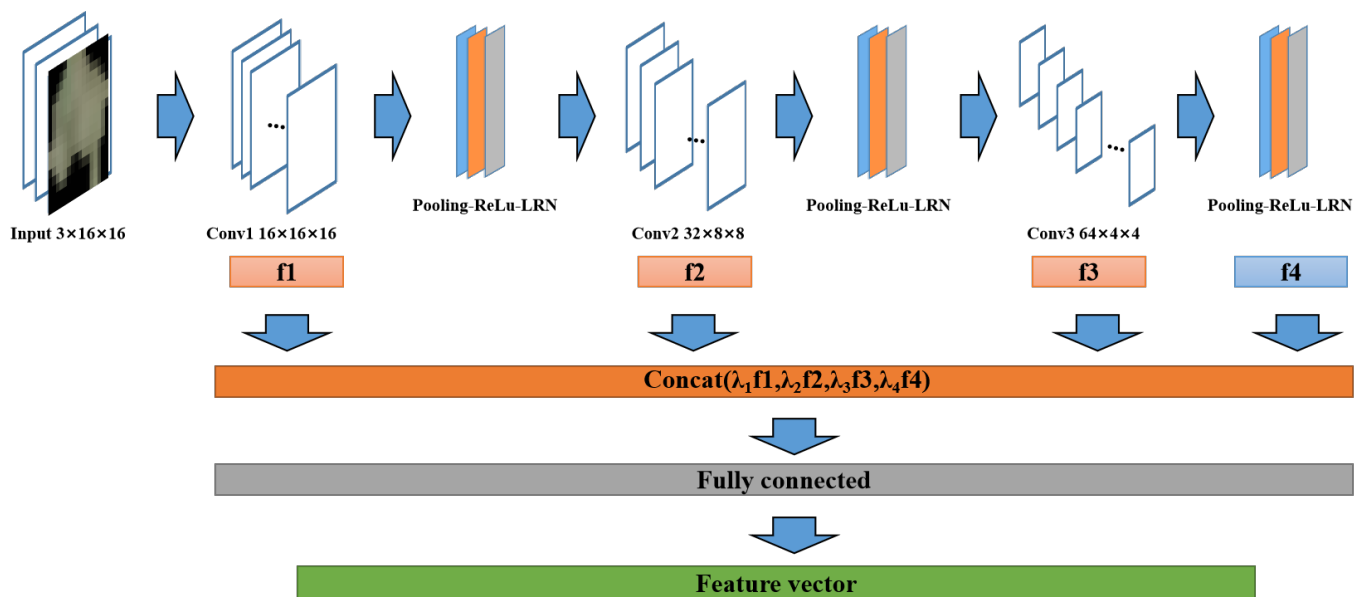 Pooling-ReLu-LRN
Pooling-ReLu-LRN
Pooling-ReLu-LRN
Input 3×16×16
Conv1 16×16×16
Conv2 32×8×8
Conv3 64×4×4
f1
f2
f3
f4
Concat(λ₁f1,λ₂f2,λ₃f3,λ₄f4)
Fully connected
Feature vector